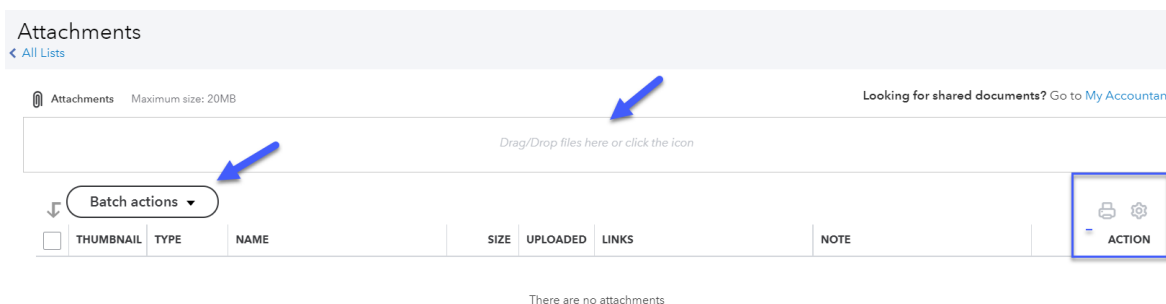 Attachments
All Lists
Attachments Maximum size: 20MB
Looking for shared documents? Go to My Accountan
Drag/Drop files here or click the icon
Batch actions
THUMBNAIL TYPE NAME SIZE UPLOADED LINKS NOTE ACTION
There are no attachments